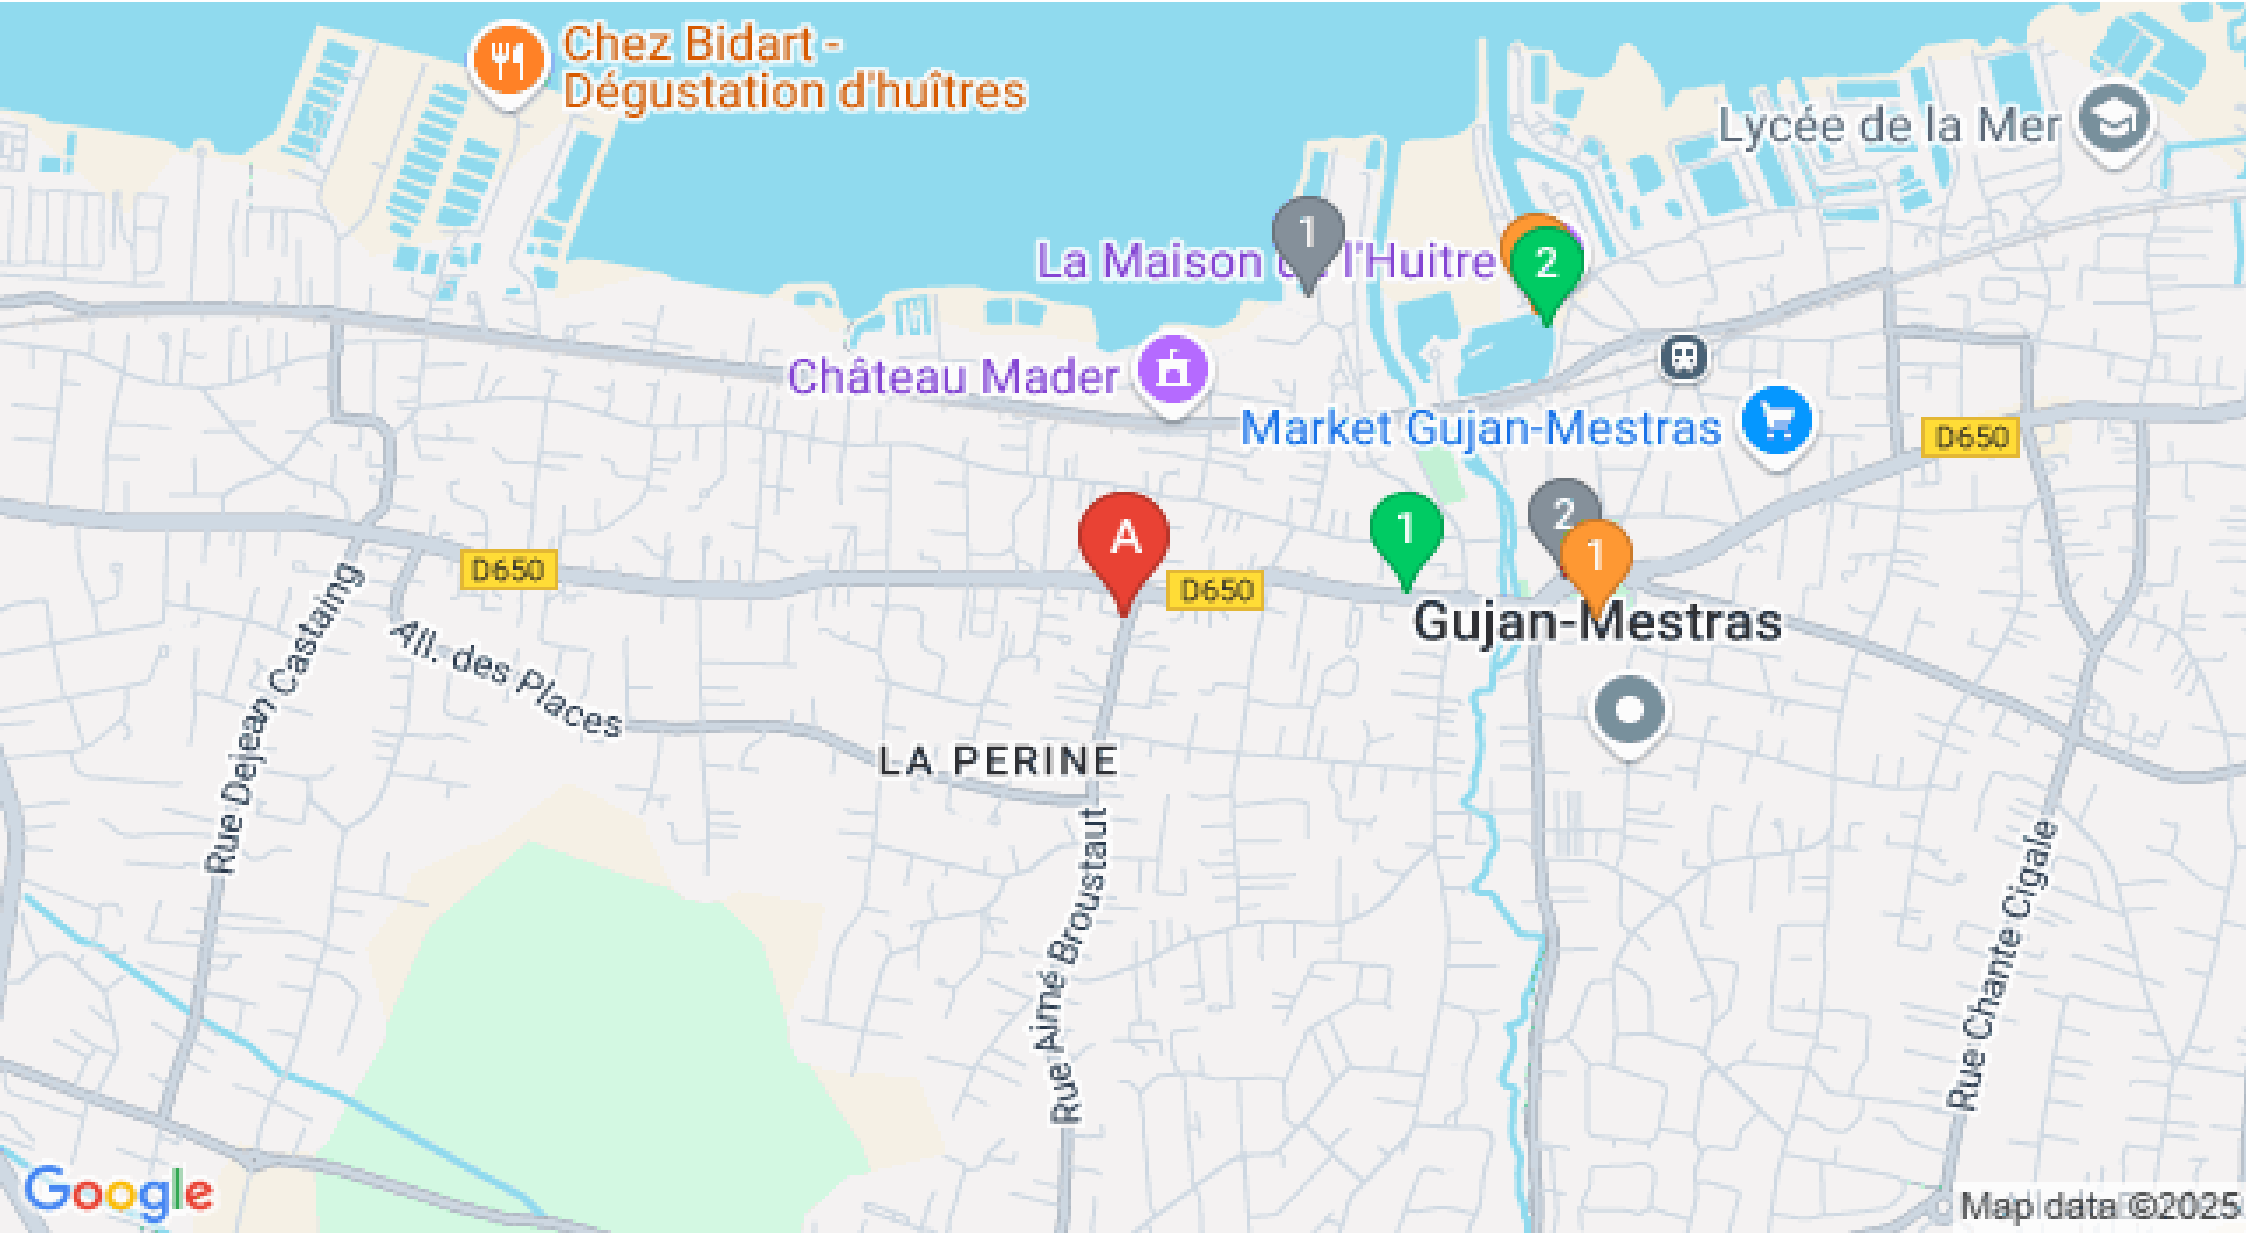 Chez Bidart -
Dégustation d'huîtres
Lycée de la Mer
1
La Maison de l'Huitre
2
Château Mader
Market Gujan-Mestras
D650
A
1
2
1
D650
D650
Gujan-Mestras
Rue Dejean Castaing
All. des Places
LA PERINE
Rue Aimé Broustaut
Rue Chante Cigale
Google
Map data ©2025